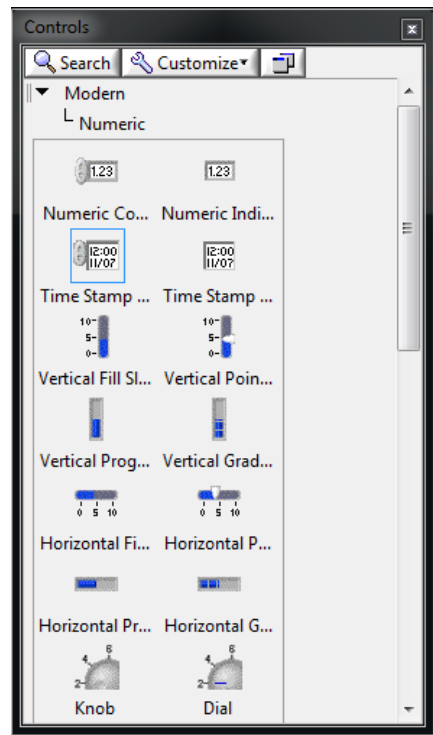 Controls
Search Customize
Modern
Numeric
1.23 1.23
Numeric Co... Numeric Indi...
12:00 12:00
11/07 11/07
Time Stamp ... Time Stamp ...
10- 10-
5- 5-
0- 0-
Vertical Fill Sl... Vertical Poin...
Vertical Prog... Vertical Grad...
0 5 10 0 5 10
Horizontal Fi... Horizontal P...
Horizontal Pr... Horizontal G...
6 6
4 4
2- 2-
Knob Dial